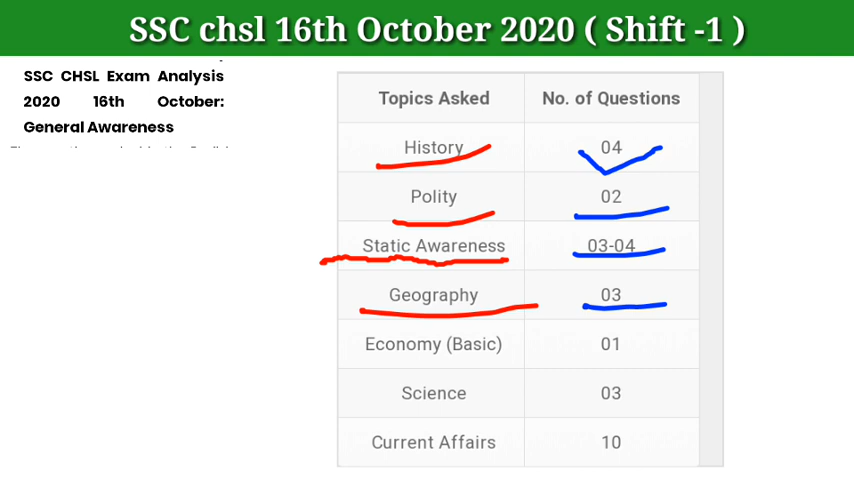 SSC chsl 16th October 2020 ( Shift -1 )
SSC CHSL Exam Analysis
2020 16th October:
General Awareness
Topics Asked No. of Questions
History 04
Polity 02
Static Awareness 03-04
Geography 03
Economy (Basic) 01
Science 03
Current Affairs 10